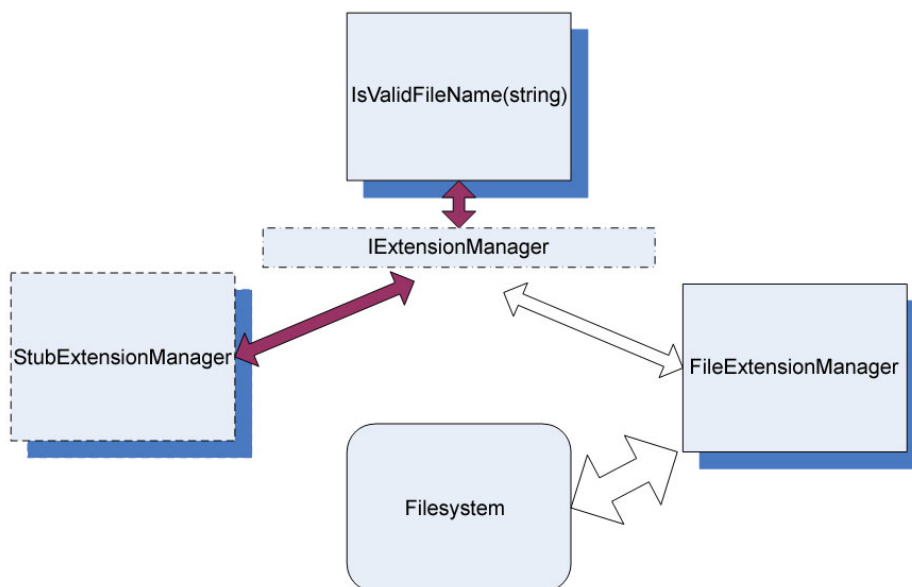 IsValidFileName(string)
IExtensionManager
StubExtensionManager
FileExtensionManager
Filesystem